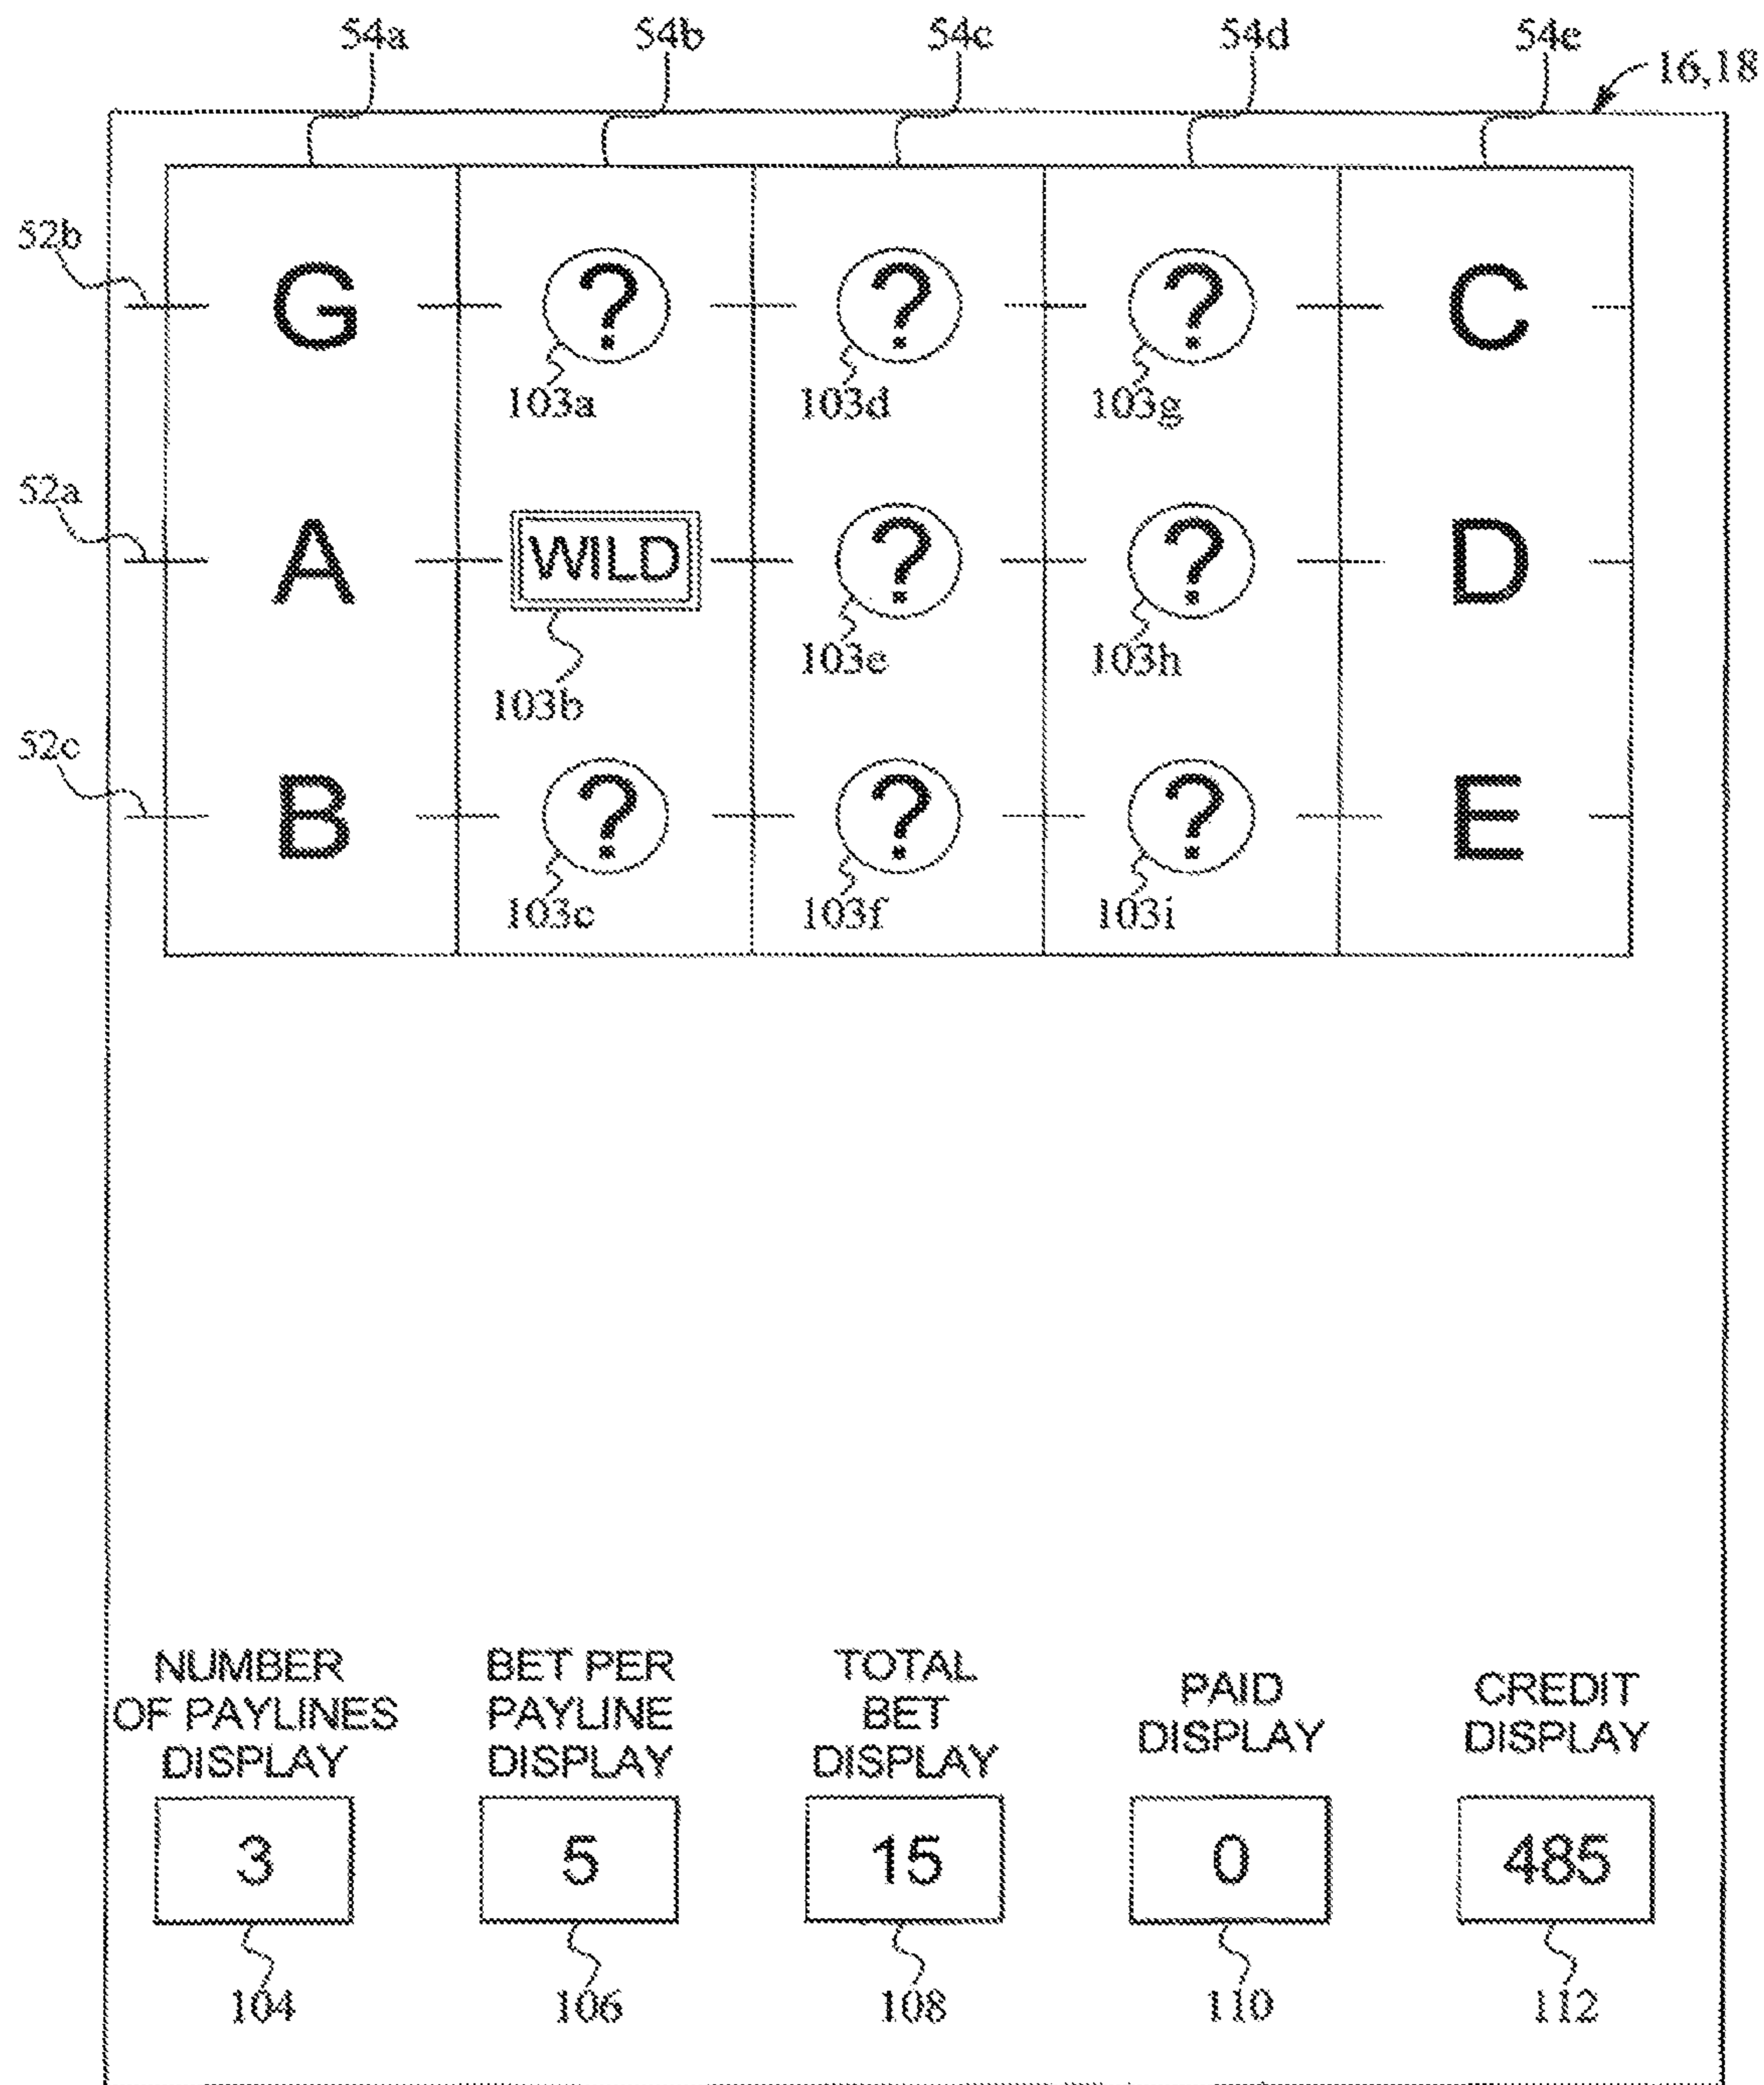 54a 54b 54c 54d 54e
16,18
52b G ? ? ? C
103a 103d 103g
52a A WILD ? ? D
103e 103h
103b
52c B ? ? ? E
103c 103f 103i
NUMBER OF PAYLINES DISPLAY
BET PER PAYLINE DISPLAY
TOTAL BET DISPLAY
PAID DISPLAY
CREDIT DISPLAY
3 5 15 0 485
104 106 108 110 112